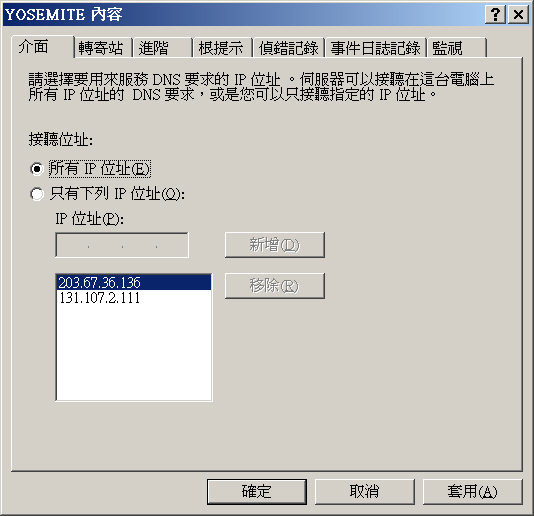 YOSEMITE 內容
介面 轉寄站 進階 根提示 偵錯記錄 事件日誌記錄 監視
請選擇要用來服務 DNS 要求的 IP 位址 。伺服器可以接聽在這台電腦上
所有 IP 位址的 DNS 要求，或是您可以只接聽指定的 IP 位址。
接聽位址:
所有 IP 位址(E)
只有下列 IP 位址(O):
IP 位址(P):
. . . 新增(D)
203.67.36.136 移除(R)
131.107.2.111
確定 取消 套用(A)